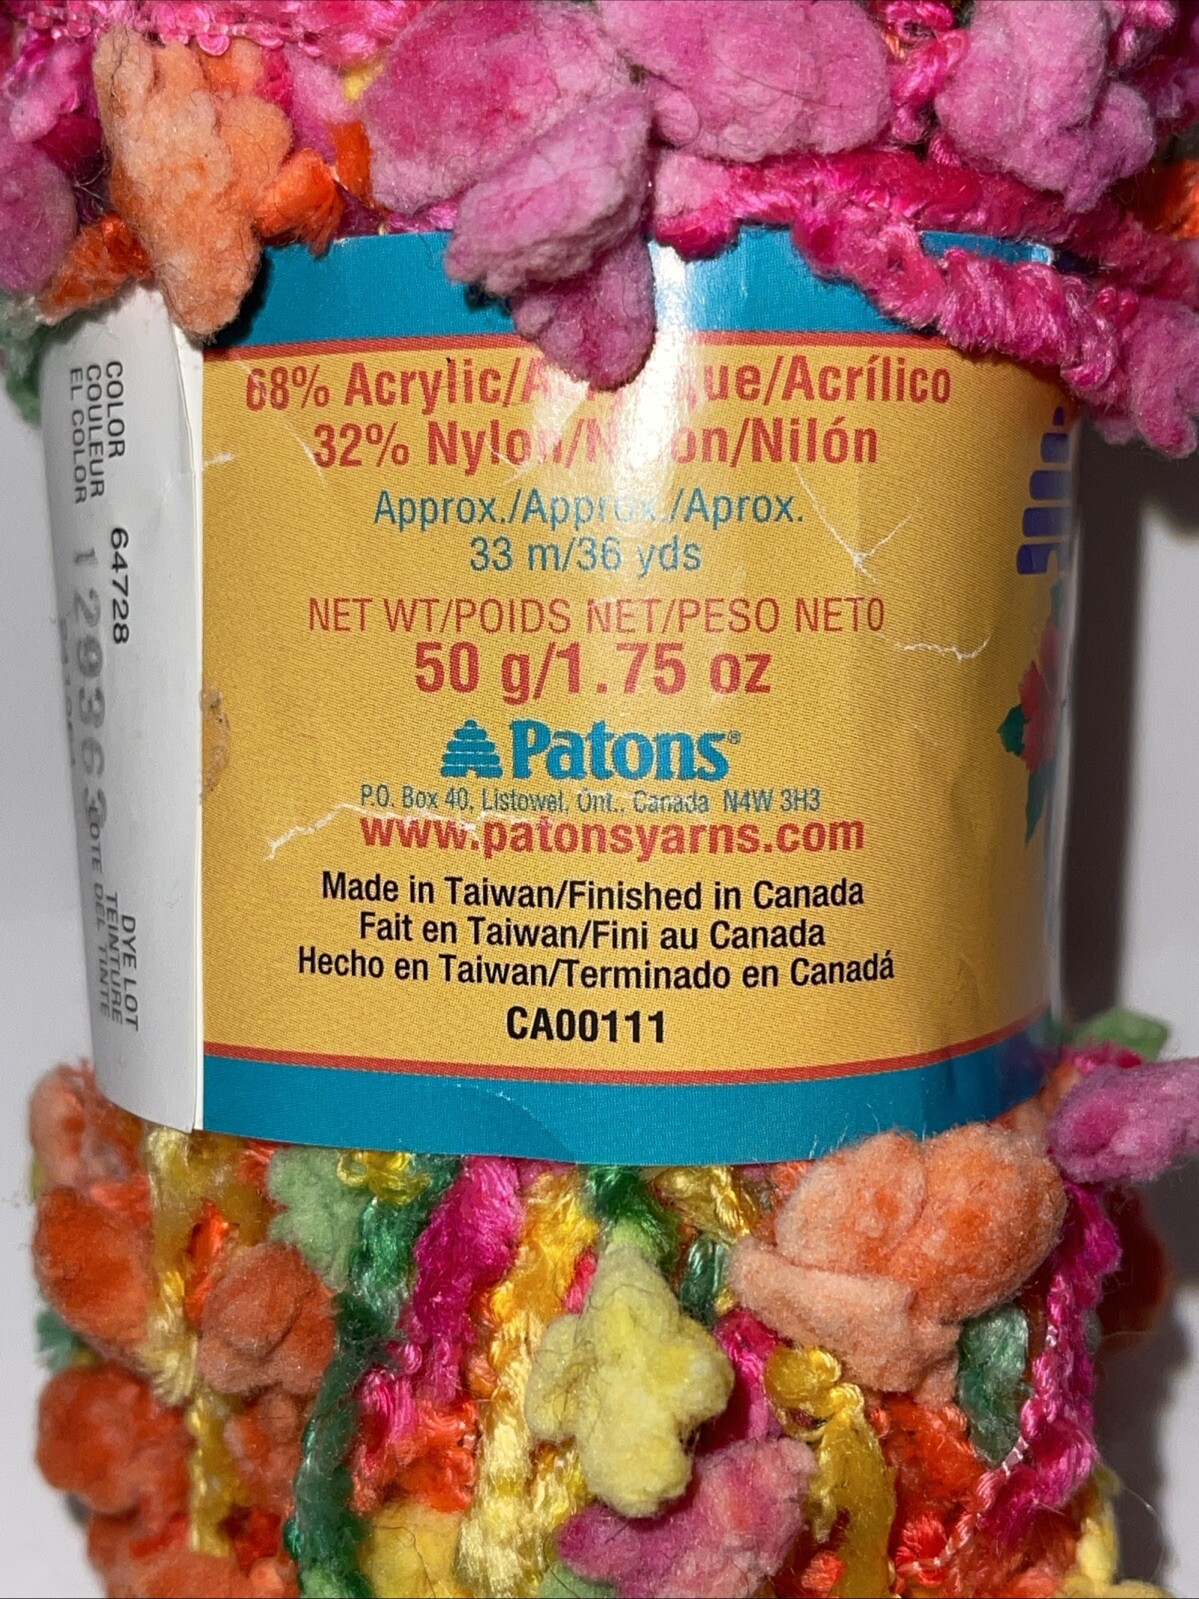 68% Acrylic/A ue/Acrílico
32% Nylon/N on/Nilón
Approx./Approx./Aprox.
33 m/36 yds
NET WT/POIDS NET/PESO NETO
50 g/1.75 oz
Patons®
P.O. Box 40, Listowel, Ont., Canada N4W 3H3
www.patonsyarns.com
Made in Taiwan/Finished in Canada
Fait en Taiwan/Fini au Canada
Hecho en Taiwan/Terminado en Canadá
CA00111
COLOR 64728
COULEUR
EL COLOR
129363
DYE LOT
TEINTURE
LOTE DEL TINTE